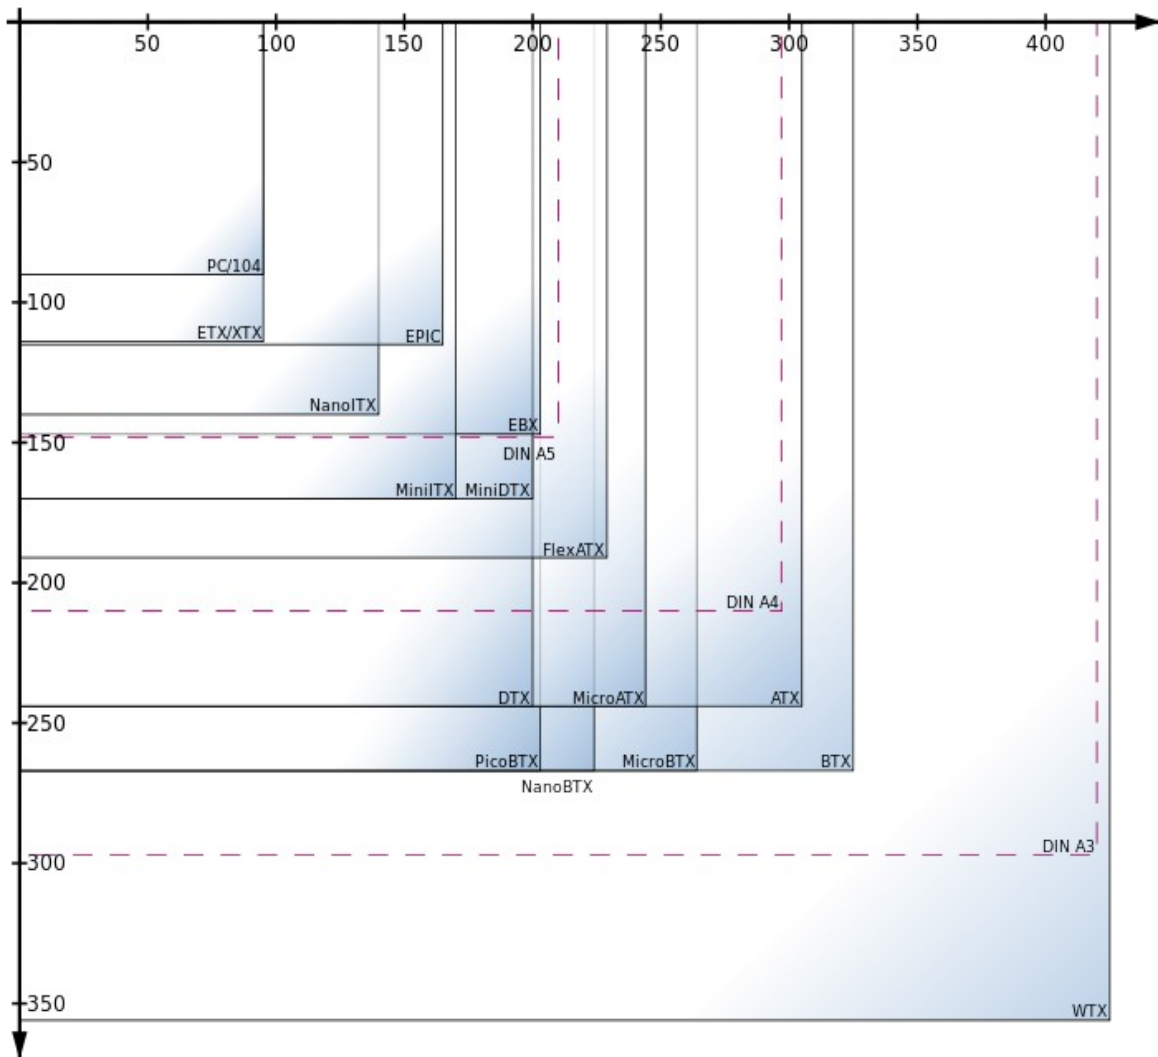 50 100 150 200 250 300 350 400
50
PC/104
100
ETX/XTX EPIC
NanoITX
EBX
150
DIN A5
MiniITX MiniDTX
FlexATX
200
DIN A4
DTX MicroATX ATX
250
PicoBTX MicroBTX BTX
NanoBTX
DIN A3
300
350
WTX